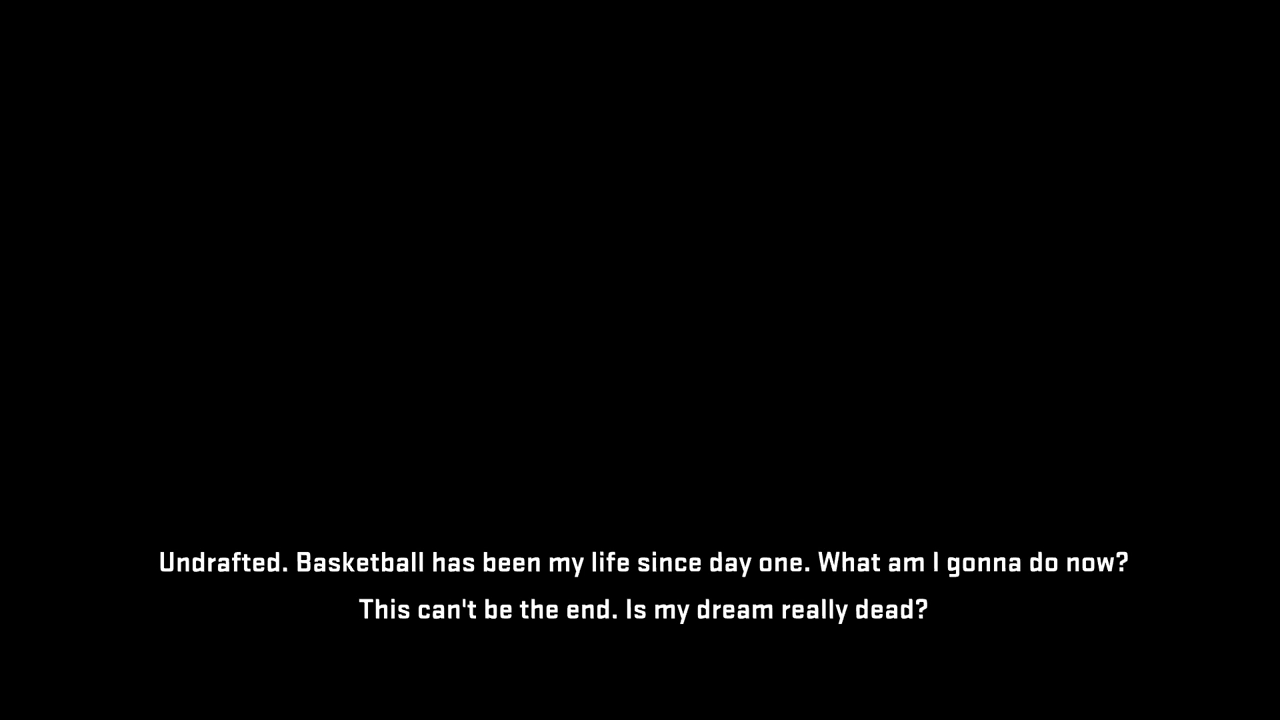 Undrafted. Basketball has been my life since day one. What am I gonna do now?
This can't be the end. Is my dream really dead?